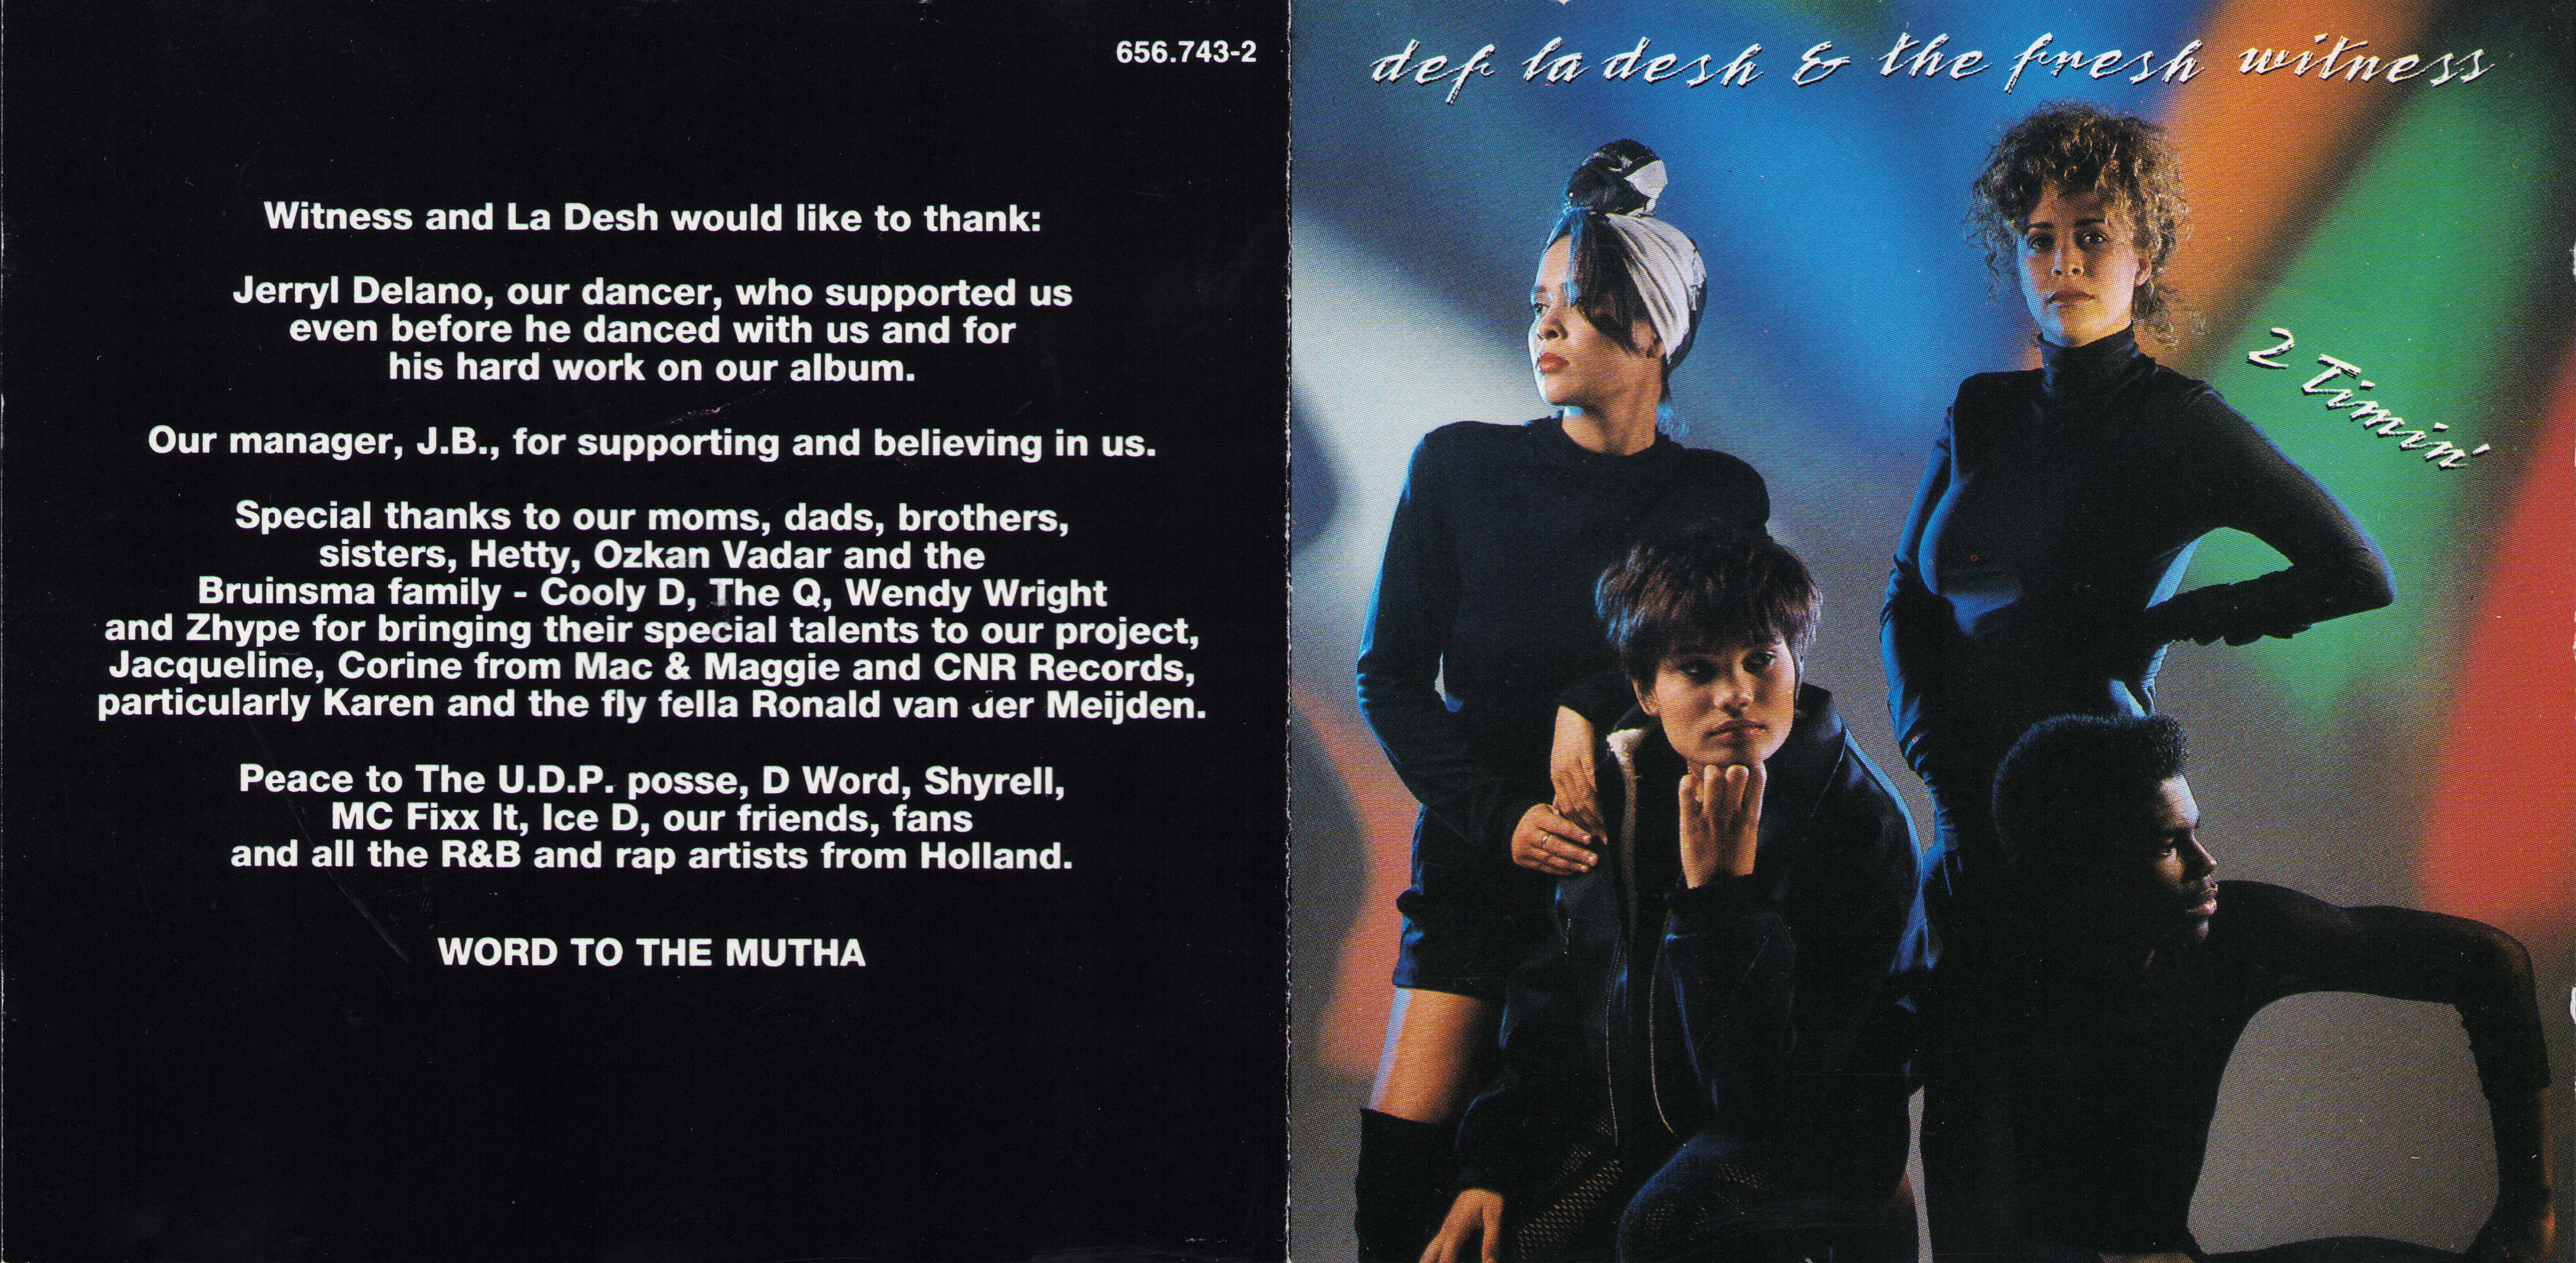 656.743-2
Witness and La Desh would like to thank:
Jerryl Delano, our dancer, who supported us
even before he danced with us and for
his hard work on our album.
Our manager, J.B., for supporting and believing in us.
Special thanks to our moms, dads, brothers,
sisters, Hetty, Ozkan Vadar and the
Bruinsma family - Cooly D, The Q, Wendy Wright
and Zhype for bringing their special talents to our project,
Jacqueline, Corine from Mac & Maggie and CNR Records,
particularly Karen and the fly fella Ronald van der Meijden.
Peace to The U.D.P. posse, D Word, Shyrell,
MC Fixx It, Ice D, our friends, fans
and all the R&B and rap artists from Holland.
WORD TO THE MUTHA
def la desh & the fresh witness
2 Timin'